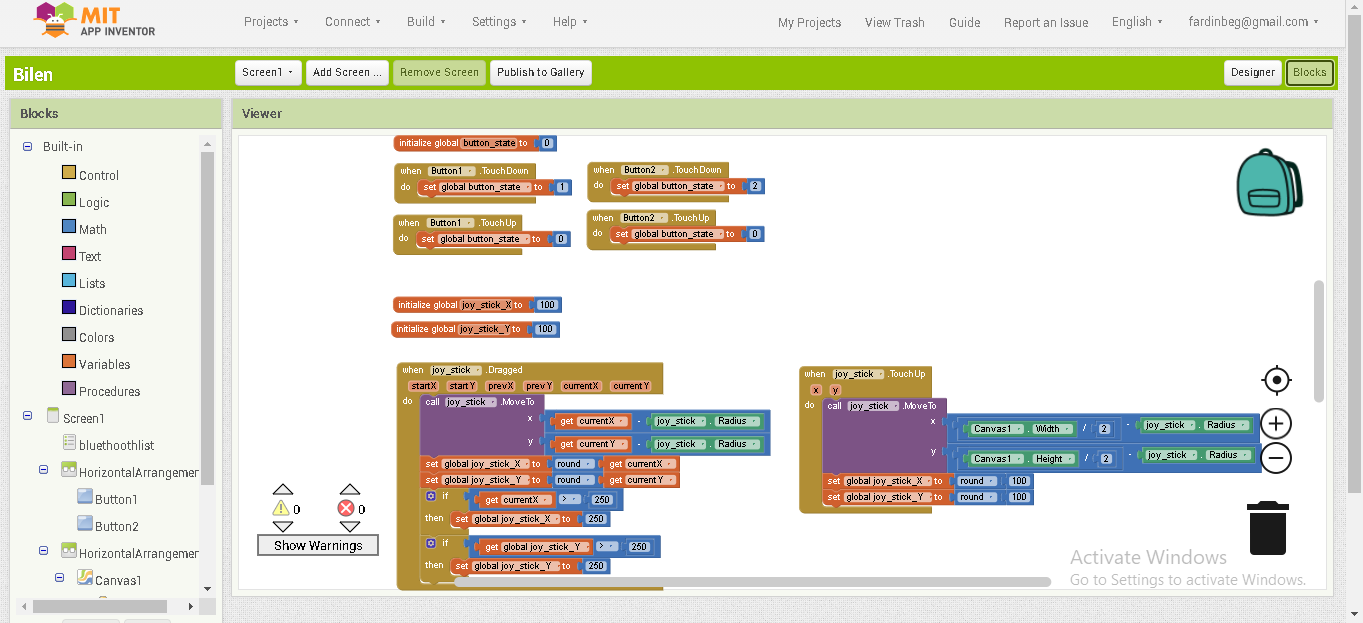 MIT
APP INVENTOR
Projects
Connect
Build
Settings
Help
My Projects
View Trash
Guide
Report an Issue
English
fardinbeg@gmail.com
Bilen
Screen1
Add Screen ...
Remove Screen
Publish to Gallery
Designer
Blocks
Blocks
Viewer
Built-in
Control
Logic
Math
Text
Lists
Dictionaries
Colors
Variables
Procedures
Screen1
bluethoothlist
HorizontalArrangemer
Button1
Button2
HorizontalArrangemer
Canvas1
initialize global button_state to 0
when Button1 .TouchDown
do set global button_state to 1
when Button2 .TouchDown
do set global button_state to 2
when Button1 .TouchUp
do set global button_state to 0
when Button2 .TouchUp
do set global button_state to 0
initialize global joy_stick_X to 100
initialize global joy_stick_Y to 100
when joy_stick .Dragged
startX startY prevX prevY currentX currentY
do call joy_stick .MoveTo
x get currentX - joy_stick . Radius
y get currentY - joy_stick . Radius
set global joy_stick_X to round get currentX
set global joy_stick_Y to round get currentY
if get currentX > 250
then set global joy_stick_X to 250
if get global joy_stick_Y > 250
then set global joy_stick_Y to 250
when joy_stick .TouchUp
x y
do call joy_stick .MoveTo
x Canvas1 . Width / 2 - joy_stick . Radius
y Canvas1 . Height / 2 - joy_stick . Radius
set global joy_stick_X to round 100
set global joy_stick_Y to round 100
0 0
Show Warnings
Activate Windows
Go to Settings to activate Windows.